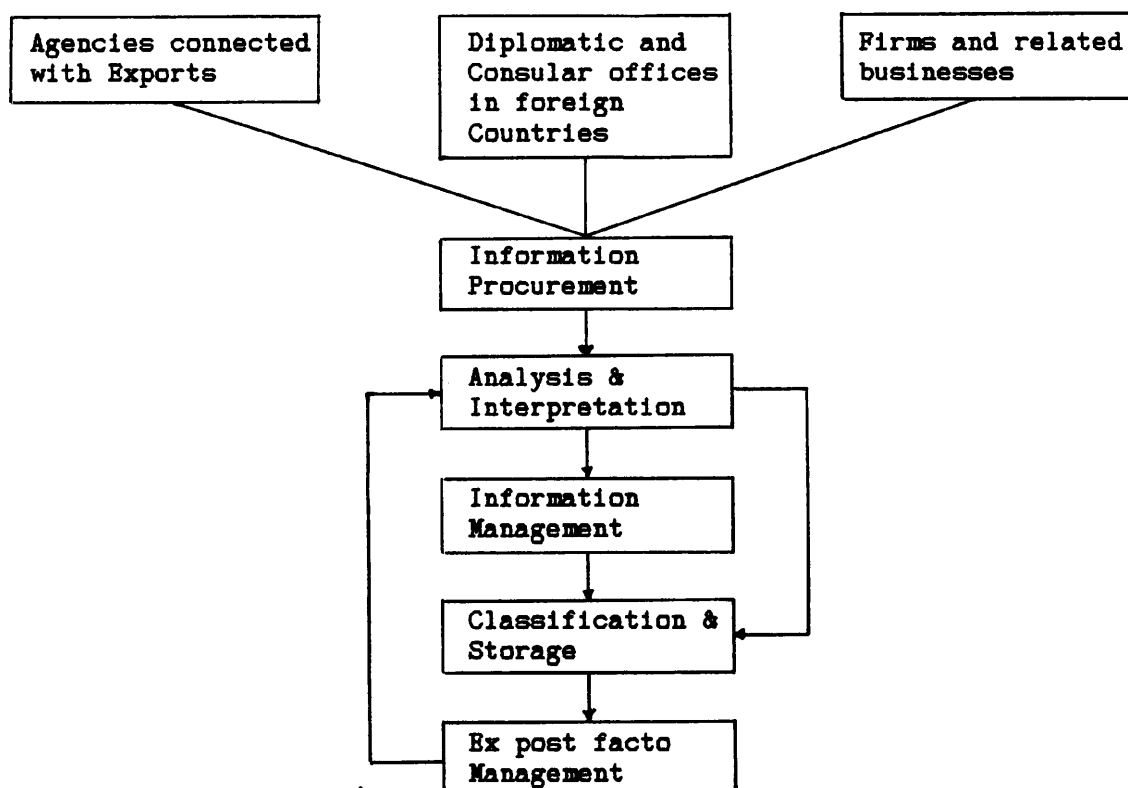 Agencies connected
with Exports
Diplomatic and
Consular offices
in foreign
Countries
Firms and related
businesses
Information
Procurement
Analysis &
Interpretation
Information
Management
Classification &
Storage
Ex post facto
Management